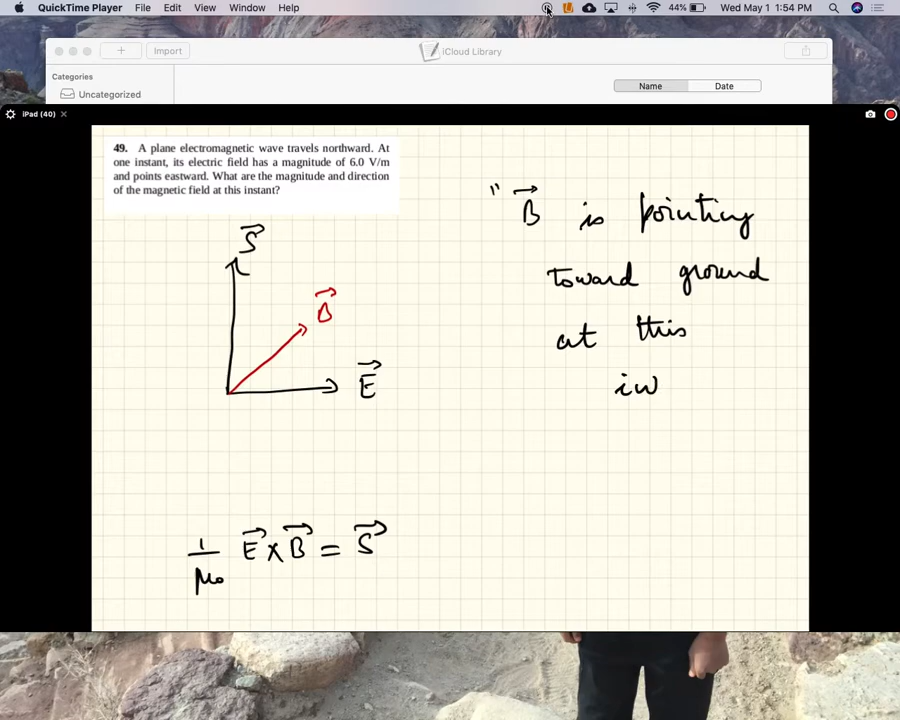 QuickTime Player File Edit View Window Help 44% Wed May 1 1:54 PM
iCloud Library
Import
Categories
Name Date
Uncategorized
iPad (40)
49. A plane electromagnetic wave travels northward. At
one instant, its electric field has a magnitude of 6.0 V/m
and points eastward. What are the magnitude and direction
of the magnetic field at this instant?
S⃗
B⃗
E⃗
1/μ₀ E⃗ × B⃗ = S⃗
" B⃗ is pointing
toward ground
at this
in